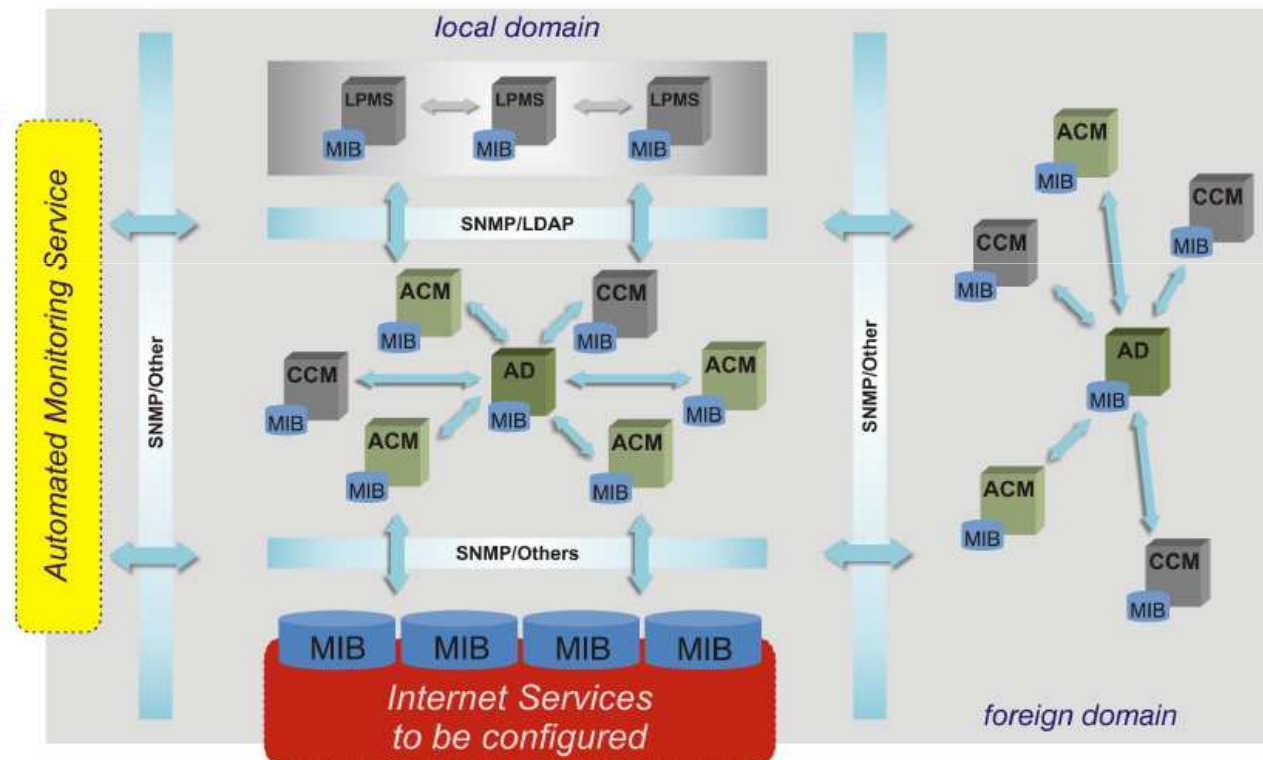 local domain
Automated Monitoring Service
SNMP/Other
LPMS
MIB
LPMS
MIB
LPMS
MIB
SNMP/LDAP
ACM
MIB
CCM
MIB
CCM
MIB
AD
MIB
ACM
MIB
ACM
MIB
ACM
MIB
SNMP/Others
MIB
MIB
MIB
MIB
Internet Services
to be configured
SNMP/Other
ACM
MIB
CCM
MIB
CCM
MIB
AD
MIB
ACM
MIB
CCM
MIB
foreign domain